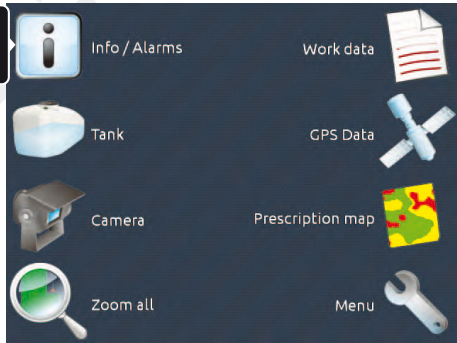 Info / Alarms
Work data
Tank
GPS Data
Camera
Prescription map
Zoom all
Menu